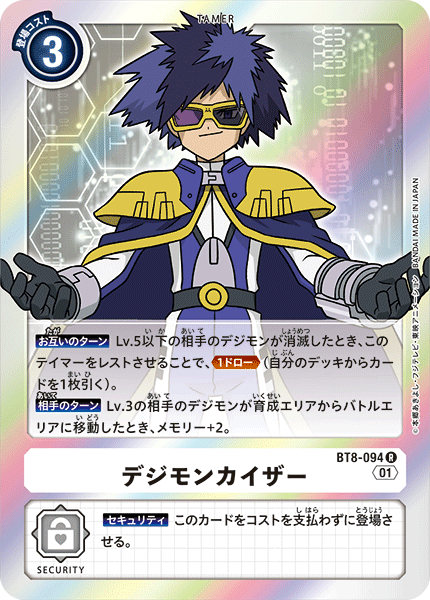 TAMER
登場コスト
3
お互いのターン Lv.5以下の相手のデジモンが消滅したとき、この
テイマーをレストさせることで、1ドロー（自分のデッキからカ
ードを1枚引く）。
相手のターン Lv.3の相手のデジモンが育成エリアからバトルエ
リアに移動したとき、メモリー+2。
©本郷あきよし・フジテレビ・東映アニメーション BANDAI MADE IN JAPAN
BT8-094 R
01
デジモンカイザー
セキュリティ このカードをコストを支払わずに登場さ
せる。
SECURITY